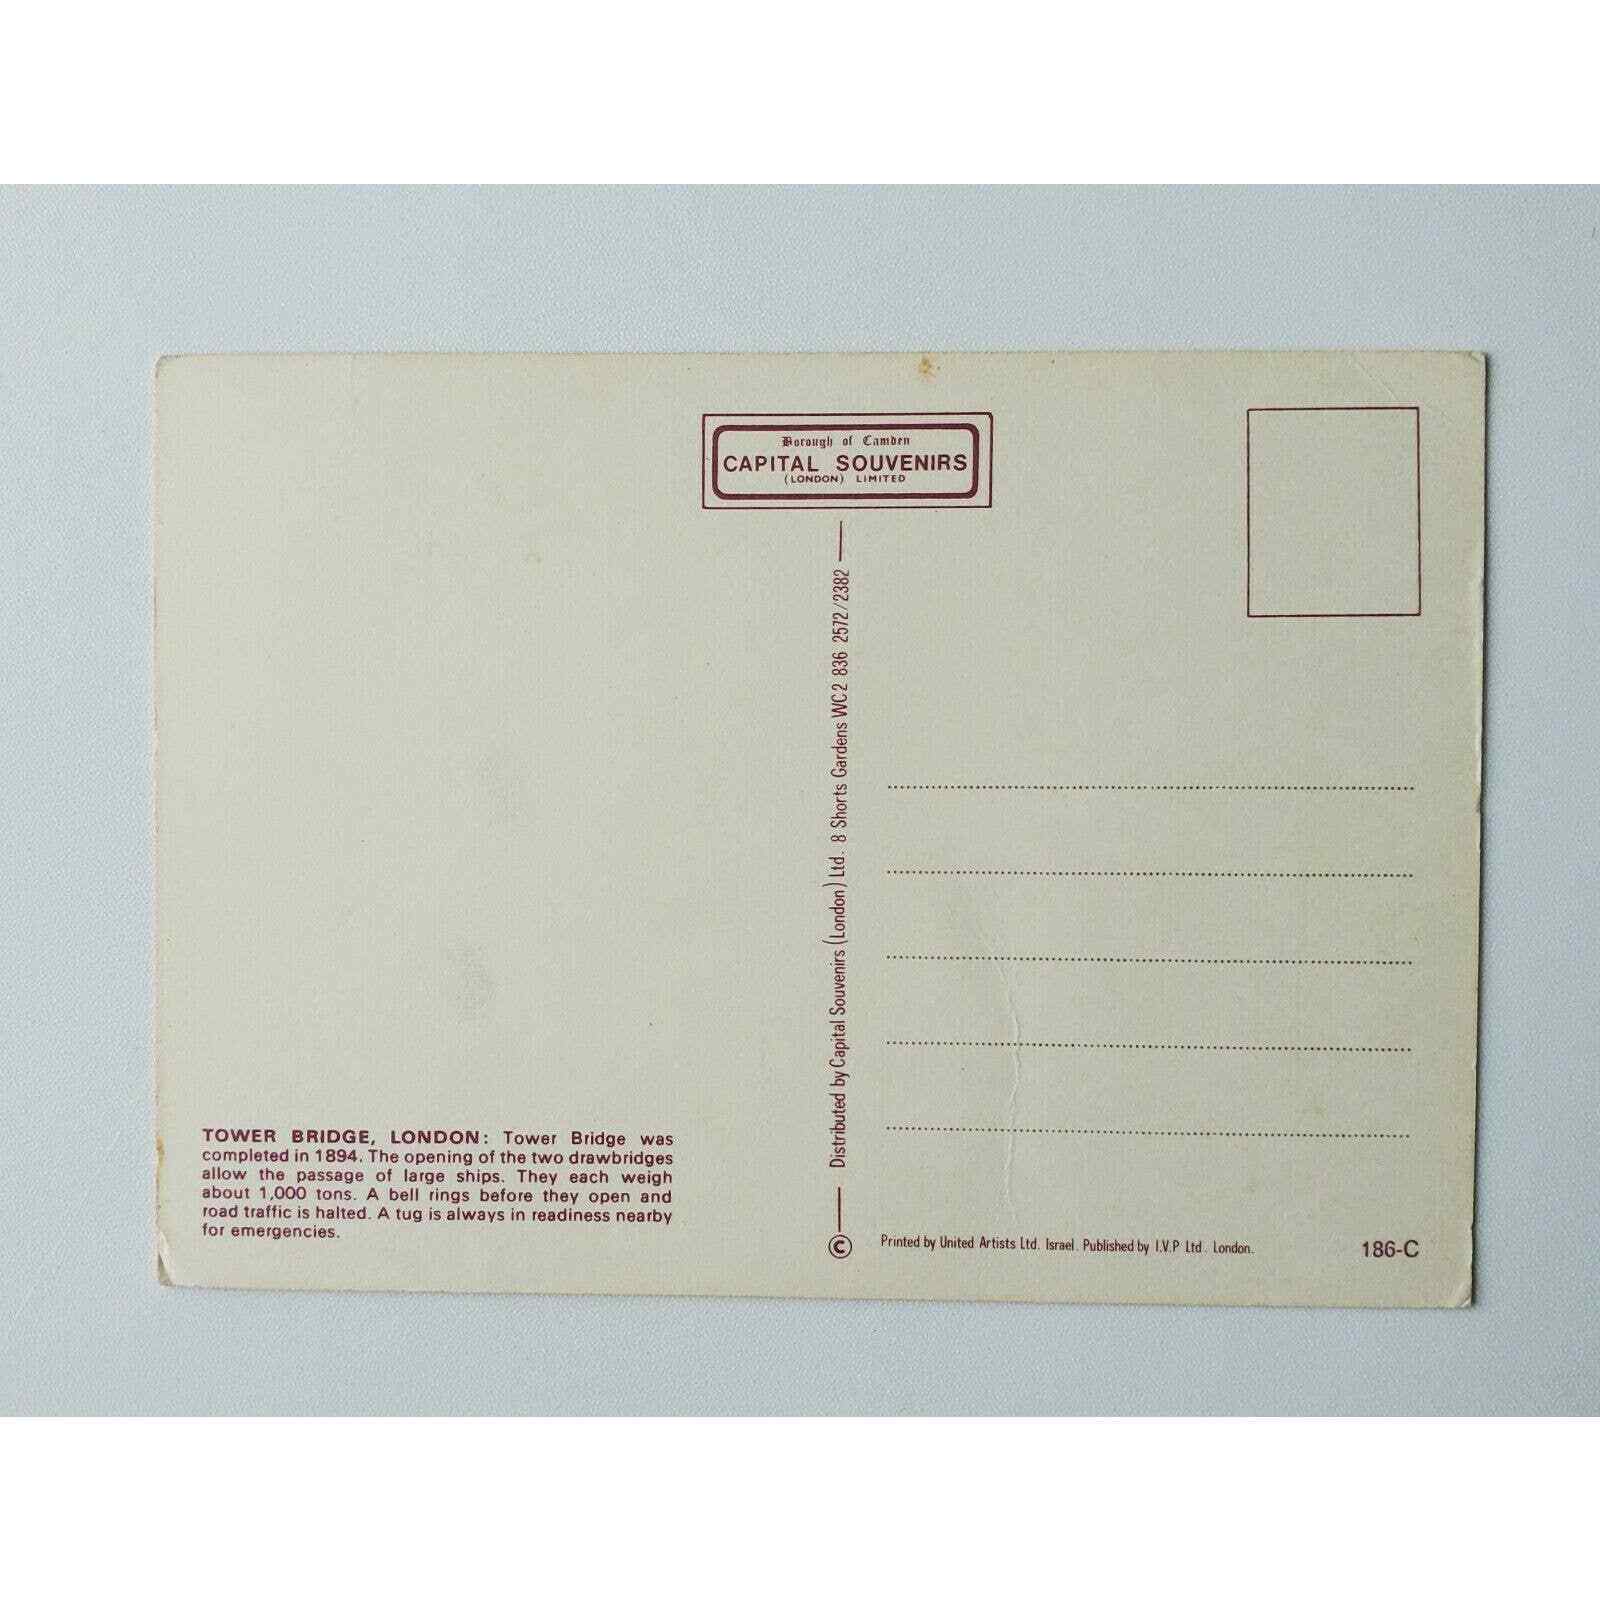 Borough of Camden
CAPITAL SOUVENIRS
(LONDON) LIMITED
TOWER BRIDGE, LONDON: Tower Bridge was
completed in 1894. The opening of the two drawbridges
allow the passage of large ships. They each weigh
about 1,000 tons. A bell rings before they open and
road traffic is halted. A tug is always in readiness nearby
for emergencies.
Distributed by Capital Souvenirs (London) Ltd. 8 Shorts Gardens WC2 836 2572/2382
©
Printed by United Artists Ltd. Israel. Published by I.V.P Ltd. London.
186-C